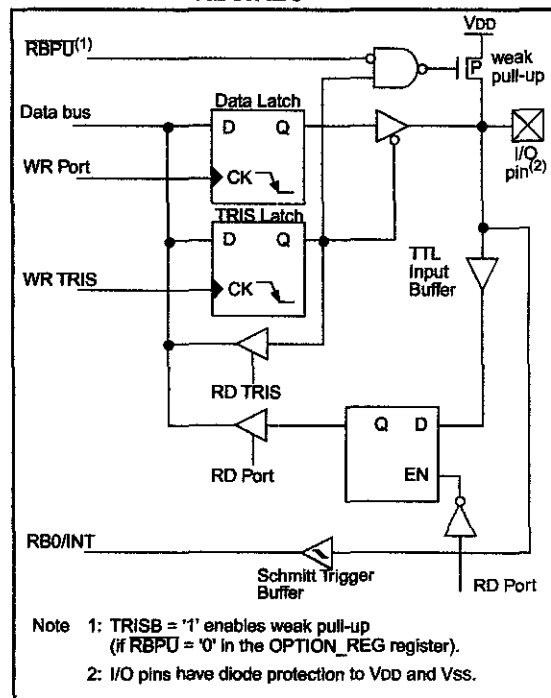 VDD
RBPU(1)
P
weak
pull-up
Data bus
Data Latch
D Q
I/O
pin(2)
WR Port
CK
TRIS Latch
D Q
TTL
Input
Buffer
WR TRIS
CK
RD TRIS
Q D
RD Port
EN
RB0/INT
Schmitt Trigger
Buffer
RD Port
Note 1: TRISB = '1' enables weak pull-up
(if RBPU = '0' in the OPTION_REG register).
2: I/O pins have diode protection to VDD and VSS.